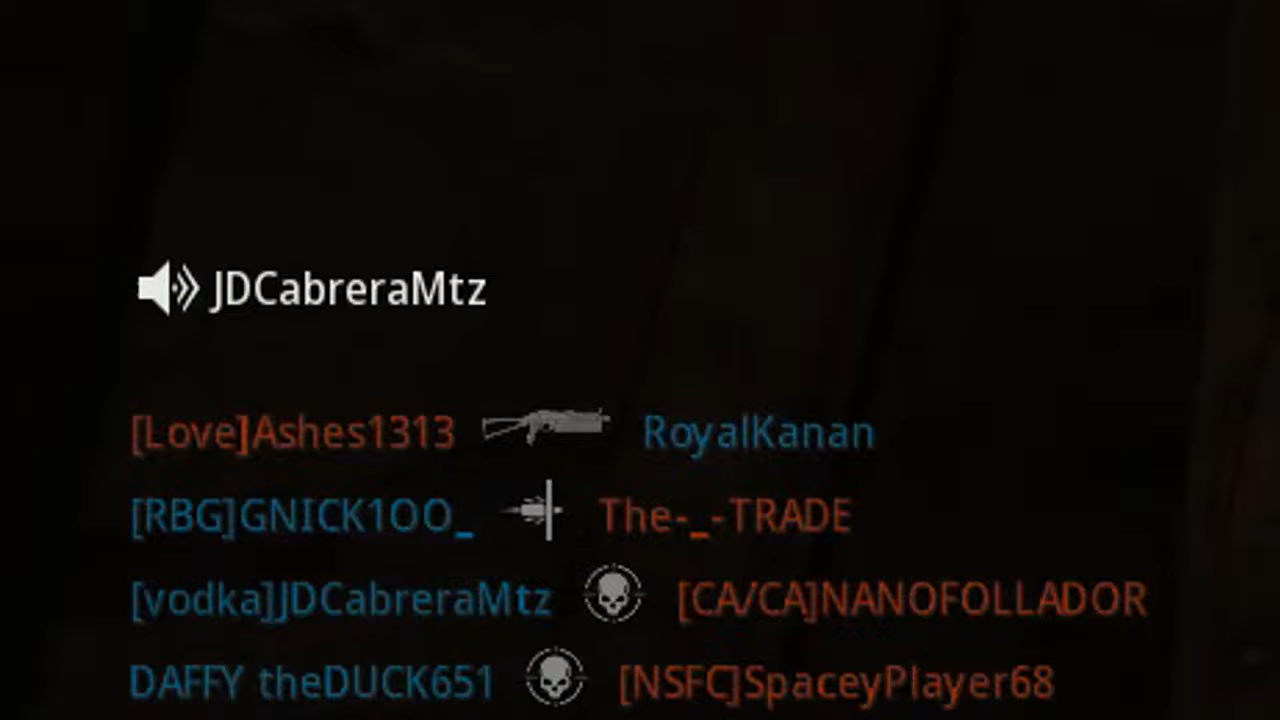 JDCabreraMtz
[Love]Ashes1313 RoyalKanan
[RBG]GNICK1OO_ The-_-TRADE
[vodka]JDCabreraMtz [CA/CA]NANOFOLLADOR
DAFFY theDUCK651 [NSFC]SpaceyPlayer68